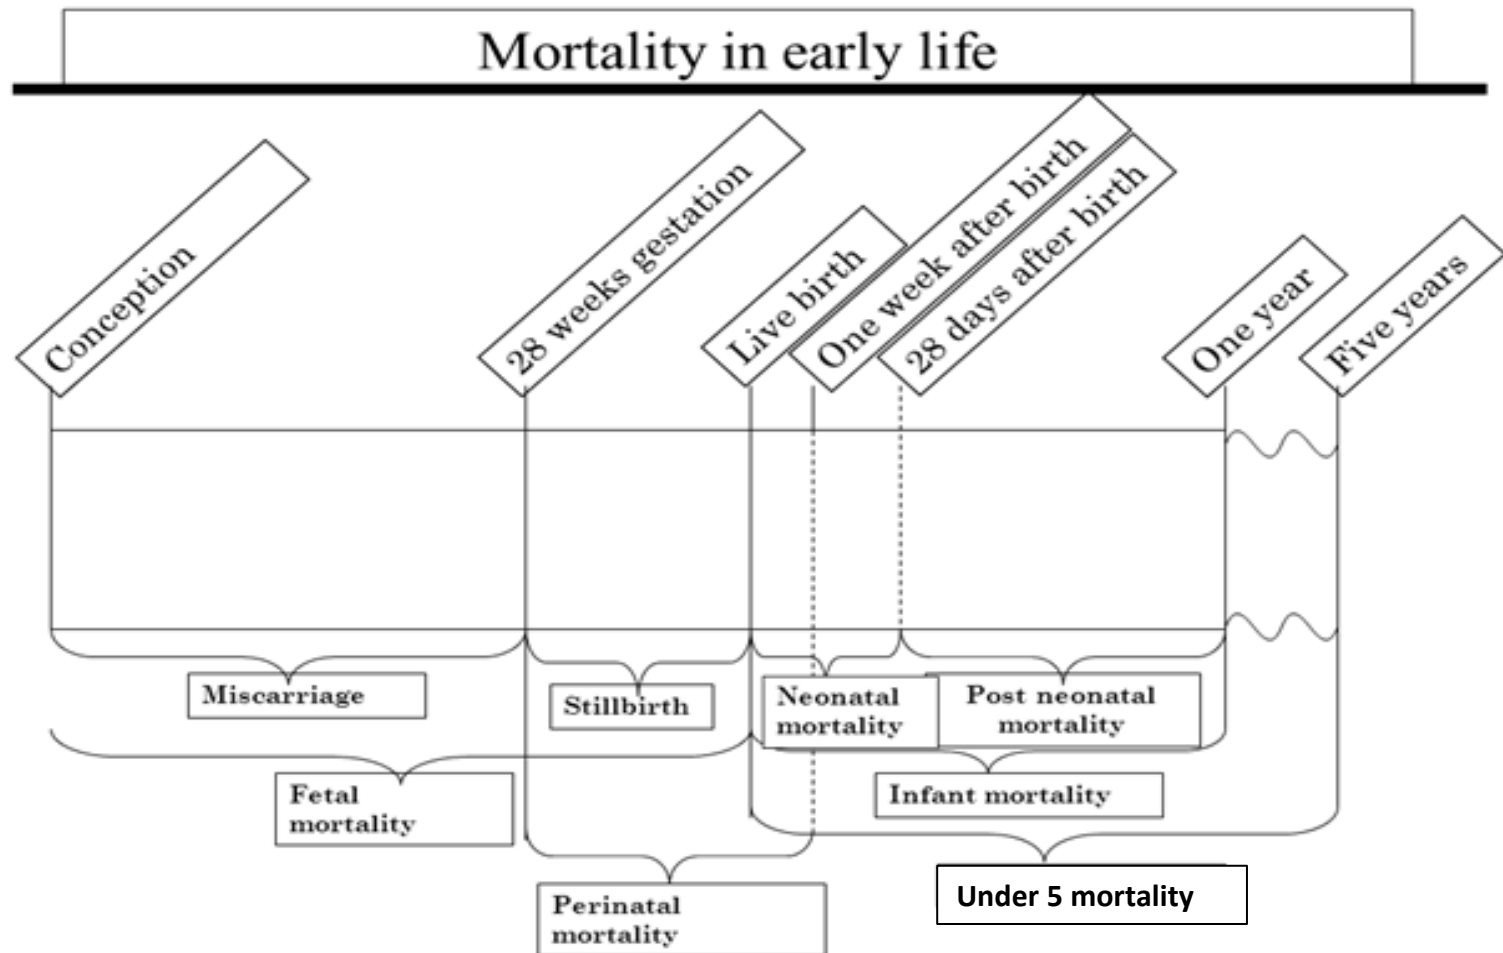 Mortality in early life
Conception
28 weeks gestation
Live birth
One week after birth
28 days after birth
One year
Five years
Miscarriage
Stillbirth
Neonatal
mortality
Post neonatal
mortality
Fetal
mortality
Infant mortality
Perinatal
mortality
Under 5 mortality